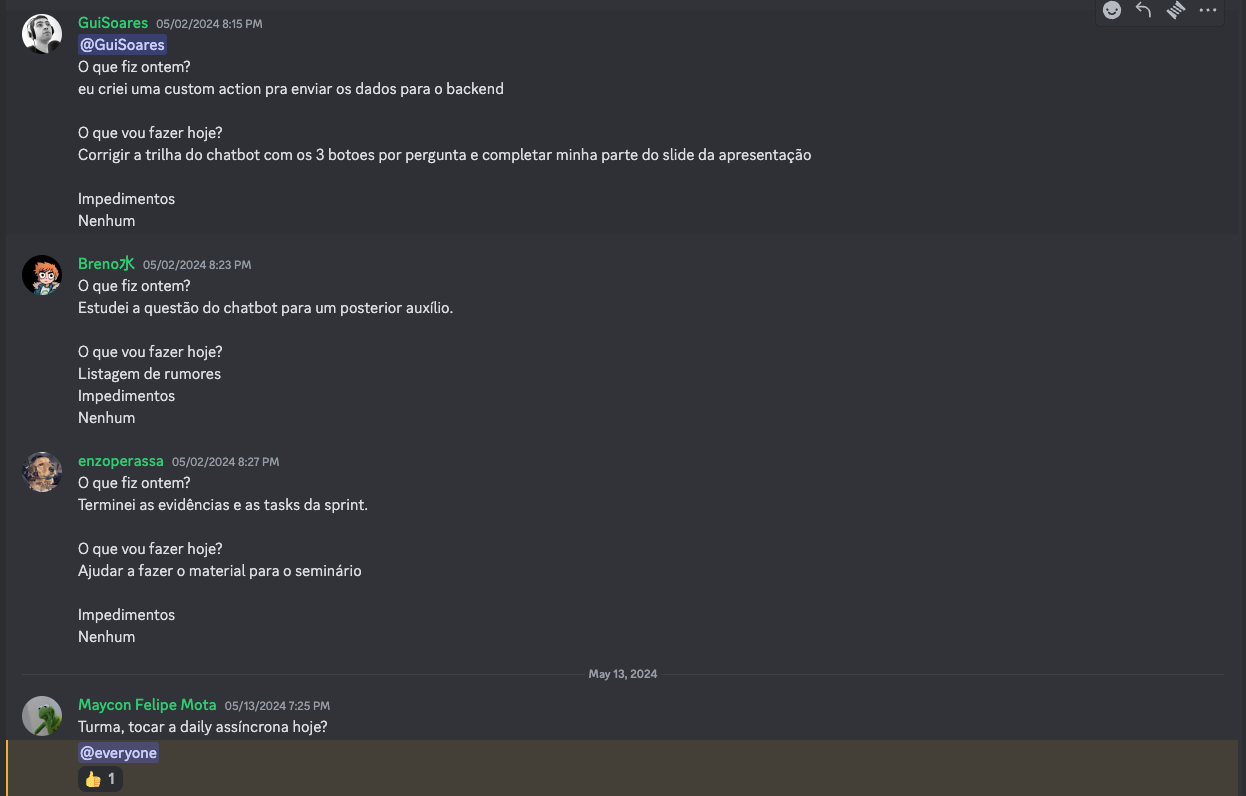 GuiSoares 05/02/2024 8:15 PM
@GuiSoares
O que fiz ontem?
eu criei uma custom action pra enviar os dados para o backend
O que vou fazer hoje?
Corrigir a trilha do chatbot com os 3 botoes por pergunta e completar minha parte do slide da apresentação
Impedimentos
Nenhum
Breno水 05/02/2024 8:23 PM
O que fiz ontem?
Estudei a questão do chatbot para um posterior auxílio.
O que vou fazer hoje?
Listagem de rumores
Impedimentos
Nenhum
enzoperassa 05/02/2024 8:27 PM
O que fiz ontem?
Terminei as evidências e as tasks da sprint.
O que vou fazer hoje?
Ajudar a fazer o material para o seminário
Impedimentos
Nenhum
May 13, 2024
Maycon Felipe Mota 05/13/2024 7:25 PM
Turma, tocar a daily assíncrona hoje?
@everyone
👍 1